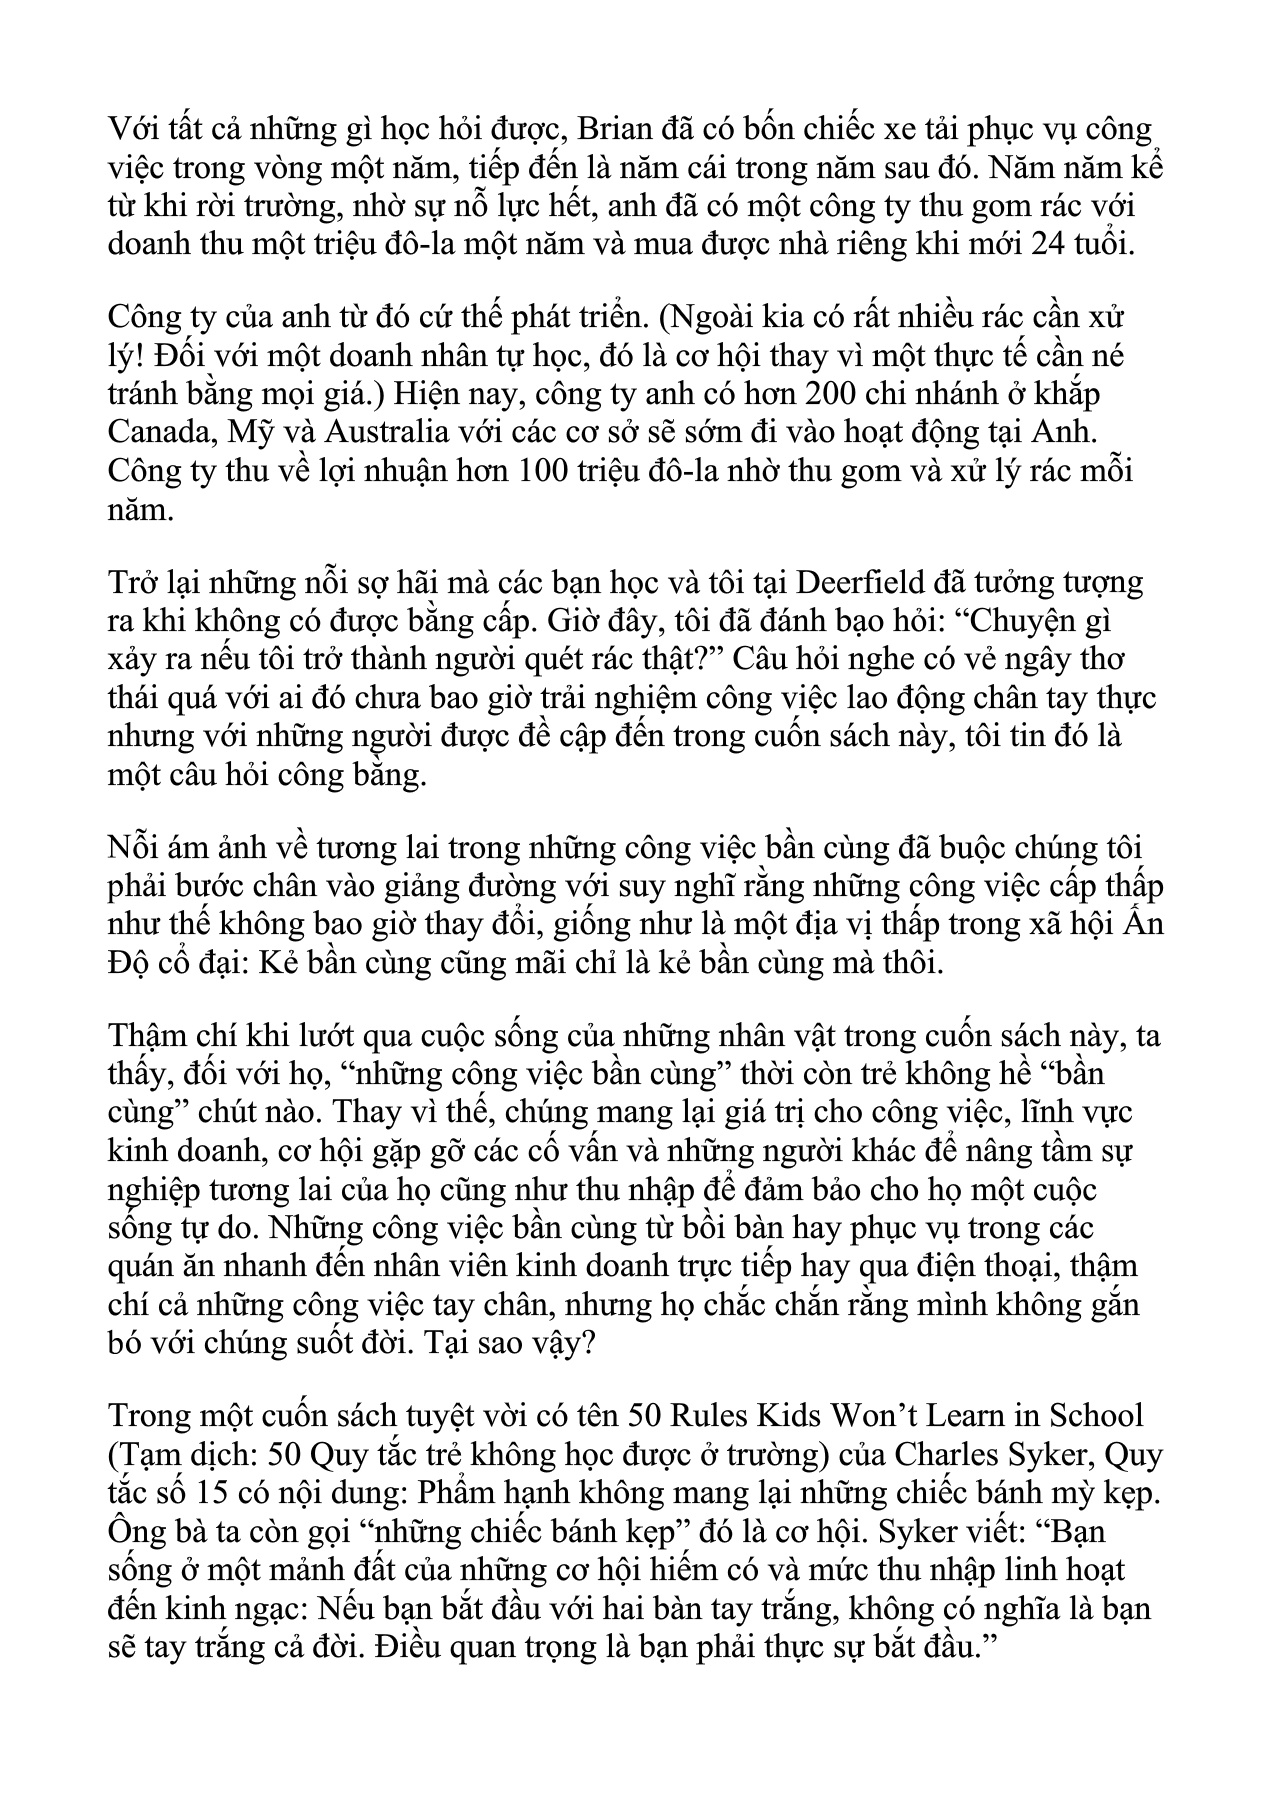 Với tất cả những gì học hỏi được, Brian đã có bốn chiếc xe tải phục vụ công
việc trong vòng một năm, tiếp đến là năm cái trong năm sau đó. Năm năm kể
từ khi rời trường, nhờ sự nỗ lực hết, anh đã có một công ty thu gom rác với
doanh thu một triệu đô-la một năm và mua được nhà riêng khi mới 24 tuổi.
Công ty của anh từ đó cứ thế phát triển. (Ngoài kia có rất nhiều rác cần xử
lý! Đối với một doanh nhân tự học, đó là cơ hội thay vì một thực tế cần né
tránh bằng mọi giá.) Hiện nay, công ty anh có hơn 200 chi nhánh ở khắp
Canada, Mỹ và Australia với các cơ sở sẽ sớm đi vào hoạt động tại Anh.
Công ty thu về lợi nhuận hơn 100 triệu đô-la nhờ thu gom và xử lý rác mỗi
năm.
Trở lại những nỗi sợ hãi mà các bạn học và tôi tại Deerfield đã tưởng tượng
ra khi không có được bằng cấp. Giờ đây, tôi đã đánh bạo hỏi: “Chuyện gì
xảy ra nếu tôi trở thành người quét rác thật?” Câu hỏi nghe có vẻ ngây thơ
thái quá với ai đó chưa bao giờ trải nghiệm công việc lao động chân tay thực
nhưng với những người được đề cập đến trong cuốn sách này, tôi tin đó là
một câu hỏi công bằng.
Nỗi ám ảnh về tương lai trong những công việc bần cùng đã buộc chúng tôi
phải bước chân vào giảng đường với suy nghĩ rằng những công việc cấp thấp
như thế không bao giờ thay đổi, giống như là một địa vị thấp trong xã hội Ấn
Độ cổ đại: Kẻ bần cùng cũng mãi chỉ là kẻ bần cùng mà thôi.
Thậm chí khi lướt qua cuộc sống của những nhân vật trong cuốn sách này, ta
thấy, đối với họ, “những công việc bần cùng” thời còn trẻ không hề “bần
cùng” chút nào. Thay vì thế, chúng mang lại giá trị cho công việc, lĩnh vực
kinh doanh, cơ hội gặp gỡ các cố vấn và những người khác để nâng tầm sự
nghiệp tương lai của họ cũng như thu nhập để đảm bảo cho họ một cuộc
sống tự do. Những công việc bần cùng từ bồi bàn hay phục vụ trong các
quán ăn nhanh đến nhân viên kinh doanh trực tiếp hay qua điện thoại, thậm
chí cả những công việc tay chân, nhưng họ chắc chắn rằng mình không gắn
bó với chúng suốt đời. Tại sao vậy?
Trong một cuốn sách tuyệt vời có tên 50 Rules Kids Won’t Learn in School
(Tạm dịch: 50 Quy tắc trẻ không học được ở trường) của Charles Syker, Quy
tắc số 15 có nội dung: Phẩm hạnh không mang lại những chiếc bánh mỳ kẹp.
Ông bà ta còn gọi “những chiếc bánh kẹp” đó là cơ hội. Syker viết: “Bạn
sống ở một mảnh đất của những cơ hội hiếm có và mức thu nhập linh hoạt
đến kinh ngạc: Nếu bạn bắt đầu với hai bàn tay trắng, không có nghĩa là bạn
sẽ tay trắng cả đời. Điều quan trọng là bạn phải thực sự bắt đầu.”